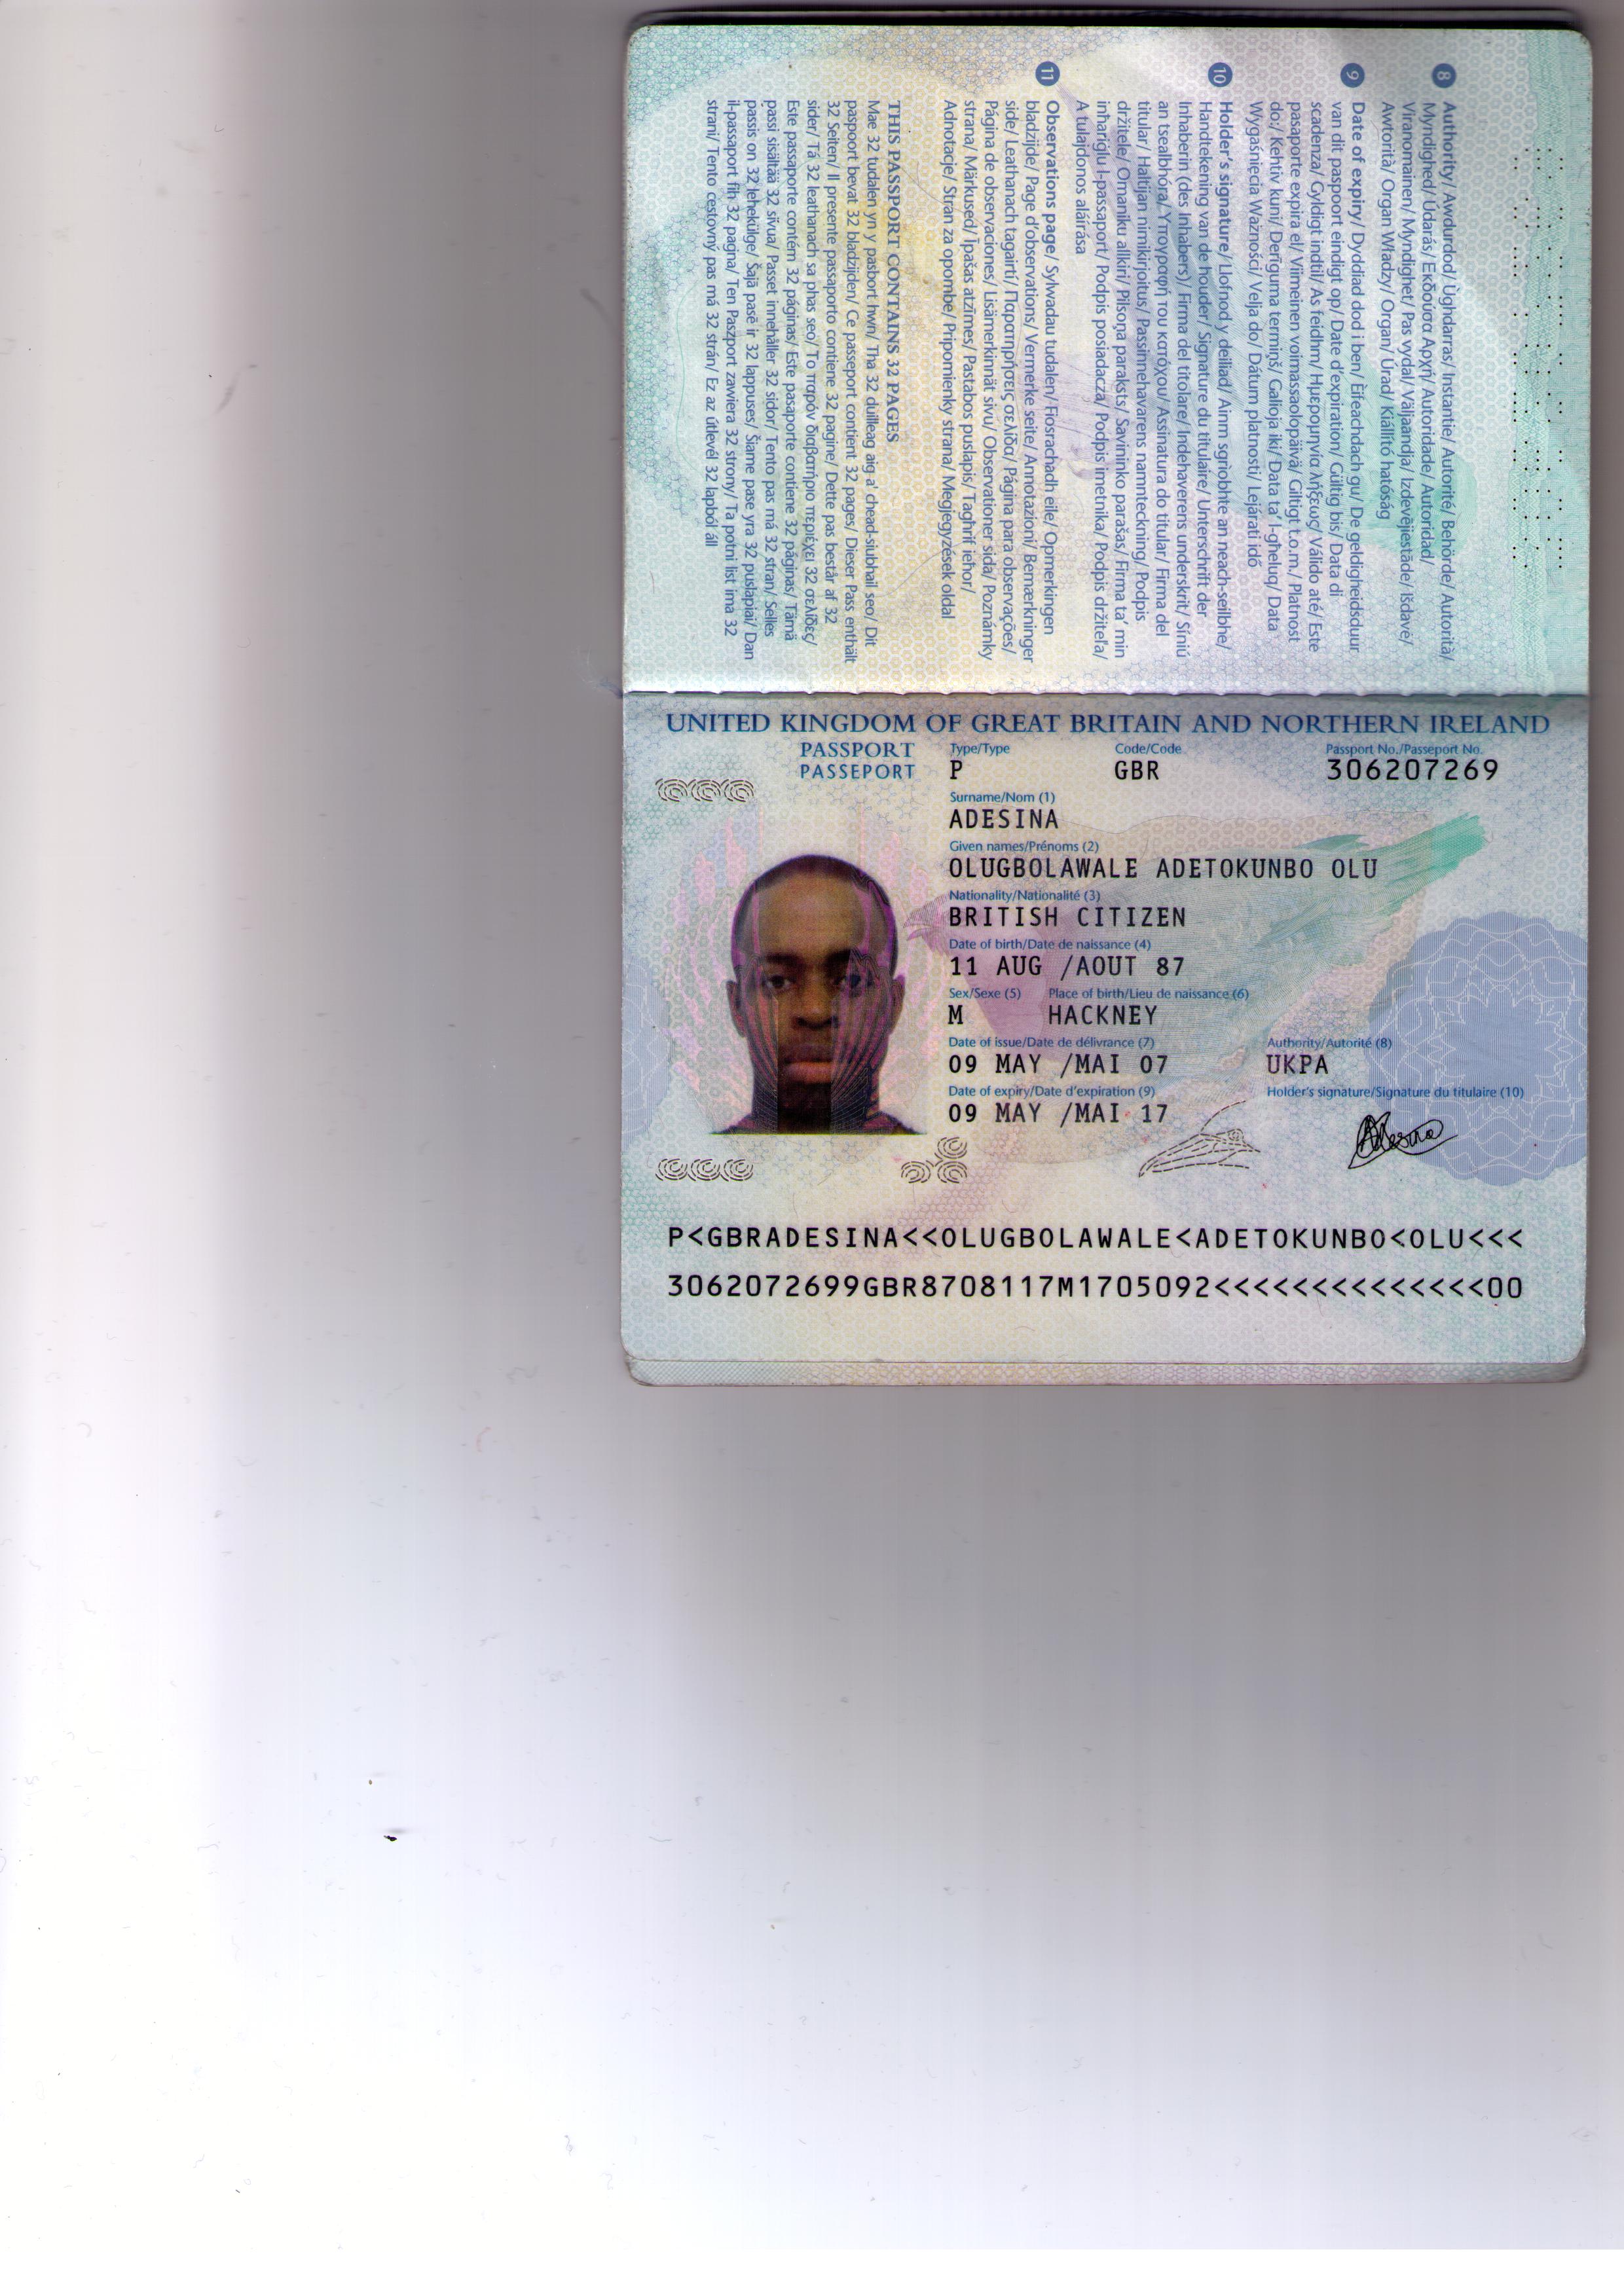 8 Authority/ Awdurdod/ Ùghdarras/ Instantie/ Autorité/ Behörde/ Autorità/
Myndighed/ Údarás/ Εκδούσα Αρχή/ Autoridade/ Autoridad/
Viranomainen/ Myndighet/ Pas vydal/ Väljaandja/ Izdevējiestāde/ Išdavė/
Awtorità/ Organ Władzy/ Organ/ Úrad/ Kiállító hatóság
9 Date of expiry/ Dyddiad dod i ben/ Èifeachdach gu/ De geldigheidsduur
van dit paspoort eindigt op/ Date d'expiration/ Gültig bis/ Data di
scadenza/ Gyldigt indtil/ As feidhm/ Ημερομηνία λήξεως/ Válido até/ Este
pasaporte expira el/ Viimeinen voimassaolopäivä/ Giltigt t.o.m./ Platnost
do:/ Kehtiv kuni/ Derīguma termiņš/ Galioja iki/ Data ta' l-għeluq/ Data
Wygaśnięcia Ważności/ Velja do/ Dátum platnosti/ Lejárati idő
10 Holder's signature/ Llofnod y deiliad/ Ainm sgrìobhte an neach-seilbhe/
Handtekening van de houder/ Signature du titulaire/ Unterschrift der
Inhaberin (des Inhabers)/ Firma del titolare/ Indehaverens underskrit/ Síniú
an tsealbhóra/ Υπογραφή του κατόχου/ Assinatura do titular/ Firma del
titular/ Haltijan nimikirjoitus/ Passinnehavarens namnteckning/ Podpis
držitele/ Omaniku allkiri/ Pilsoņa paraksts/ Savininko parašas/ Firma ta' min
inħariġlu l-passaport/ Podpis posiadacza/ Podpis imetnika/ Podpis držiteľa/
A tulajdonos aláírása
11 Observations page/ Sylwadau tudalen/ Fiosrachadh eile/ Opmerkingen
bladzijde/ Page d'observations/ Vermerke seite/ Annotazioni/ Bemærkninger
side/ Leathanach tagairtí/ Παρατηρήσεις σελίδα/ Página para observações/
Página de observaciones/ Lisämerkinnät sivu/ Observationer sida/ Poznámky
strana/ Märkused/ Īpašas atzīmes/ Pastabos puslapis/ Tagħrif ieħor/
Adnotacje/ Stran za opombe/ Pripomienky strana/ Megjegyzések oldal
THIS PASSPORT CONTAINS 32 PAGES
Mae 32 tudalen yn y pasbort hwn/ Tha 32 duilleag aig a' chead-siubhail seo/ Dit
pasport bevat 32 bladzijden/ Ce passeport contient 32 pages/ Dieser Pass enthält
32 Seiten/ Il presente passaporto contiene 32 pagine/ Dette pas består af 32
sider/ Tá 32 leathanach sa phas seo/ Το παρόν διαβατήριο περιέχει 32 σελίδες/
Este passaporte contém 32 páginas/ Este pasaporte contiene 32 páginas/ Tämä
passi sisältää 32 sivua/ Passet innehåller 32 sidor/ Tento pas má 32 stran/ Selles
passis on 32 lehekülge/ Šajā pasē ir 32 lappuses/ Šiame pase yra 32 puslapiai/ Dan
il-passaport fih 32 paġna/ Ten Paszport zawiera 32 strony/ Ta potni list ima 32
strani/ Tento cestovný pas má 32 strán/ Ez az útlevél 32 lapból áll
UNITED KINGDOM OF GREAT BRITAIN AND NORTHERN IRELAND
PASSPORT Type/Type Code/Code Passport No./Passeport No.
PASSEPORT P GBR 306207269
Surname/Nom (1)
ADESINA
Given names/Prénoms (2)
OLUGBOLAWALE ADETOKUNBO OLU
Nationality/Nationalité (3)
BRITISH CITIZEN
Date of birth/Date de naissance (4)
11 AUG /AOUT 87
Sex/Sexe (5) Place of birth/Lieu de naissance (6)
M HACKNEY
Date of issue/Date de délivrance (7) Authority/Autorité (8)
09 MAY /MAI 07 UKPA
Date of expiry/Date d'expiration (9) Holder's signature/Signature du titulaire (10)
09 MAY /MAI 17
Adesina
P<GBRADESINA<<OLUGBOLAWALE<ADETOKUNBO<OLU<<<
3062072699GBR8708117M1705092<<<<<<<<<<<<<<00